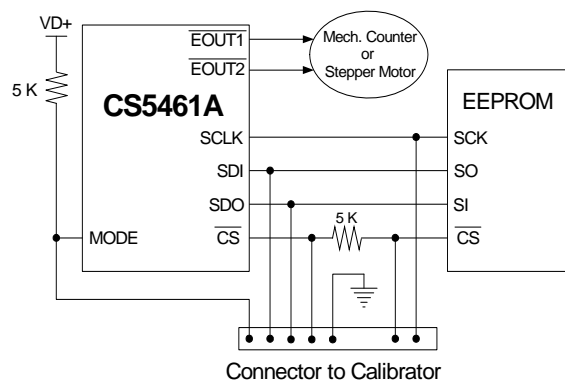 VD+
5 K
CS5461A
EOUT1
EOUT2
Mech. Counter
or
Stepper Motor
EEPROM
SCLK
SCK
SDI
SO
SDO
SI
5 K
MODE
CS
CS
Connector to Calibrator